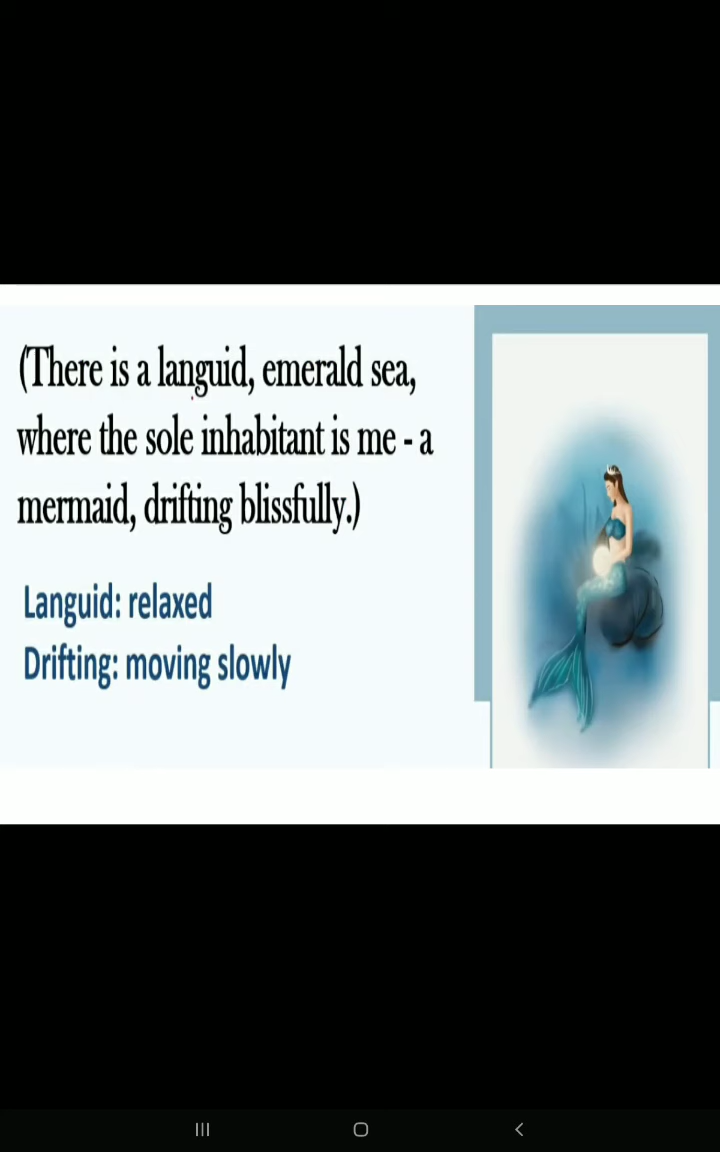 (There is a languid, emerald sea,
where the sole inhabitant is me - a
mermaid, drifting blissfully.)
Languid: relaxed
Drifting: moving slowly